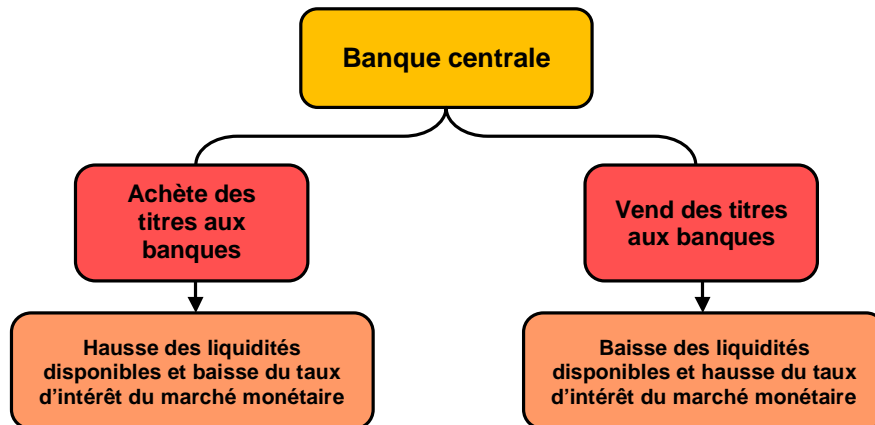 Banque centrale
Achète des
titres aux
banques
Vend des titres
aux banques
Hausse des liquidités
disponibles et baisse du taux
d’intérêt du marché monétaire
Baisse des liquidités
disponibles et hausse du taux
d’intérêt du marché monétaire